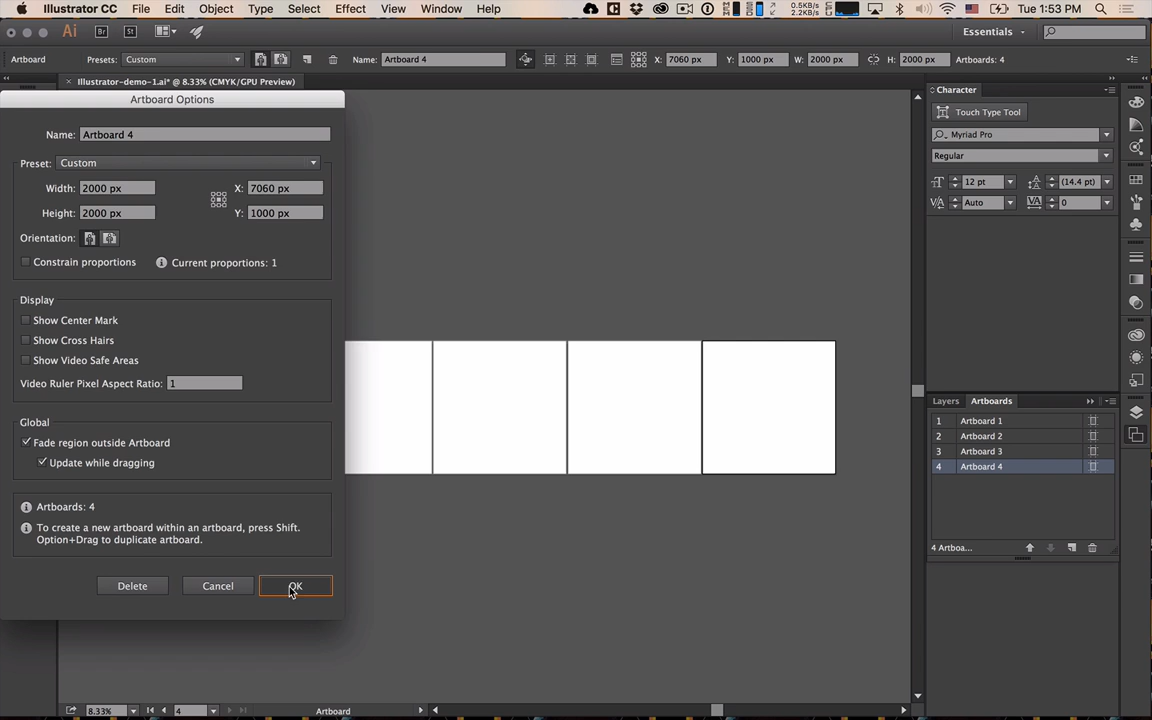 Illustrator CC File Edit Object Type Select Effect View Window Help 0.5KB/s 2.2KB/s Tue 1:53 PM
Ai Br St Essentials
Artboard Presets: Custom Name: Artboard 4 X: 7060 px Y: 1000 px W: 2000 px H: 2000 px Artboards: 4
× Illustrator-demo-1.ai* @ 8.33% (CMYK/GPU Preview)
Artboard Options
Name: Artboard 4
Preset: Custom
Width: 2000 px X: 7060 px
Height: 2000 px Y: 1000 px
Orientation:
Constrain proportions Current proportions: 1
Display
Show Center Mark
Show Cross Hairs
Show Video Safe Areas
Video Ruler Pixel Aspect Ratio: 1
Global
Fade region outside Artboard
Update while dragging
Artboards: 4
To create a new artboard within an artboard, press Shift.
Option+Drag to duplicate artboard.
Delete Cancel OK
Character
Touch Type Tool
Myriad Pro
Regular
12 pt (14.4 pt)
Auto 0
Layers Artboards
1 Artboard 1
2 Artboard 2
3 Artboard 3
4 Artboard 4
4 Artboa...
8.33% 4 Artboard